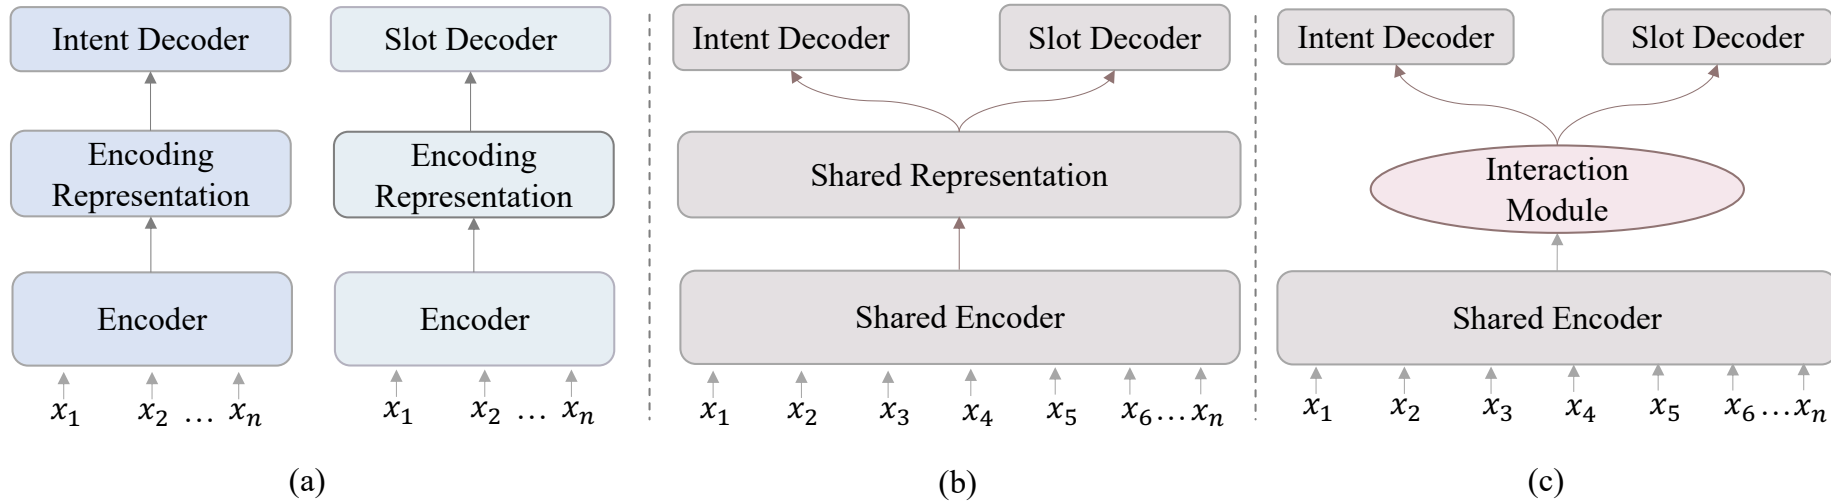 Intent Decoder
Slot Decoder
Encoding
Representation
Encoding
Representation
Encoder
Encoder
x₁ x₂ ... xₙ
x₁ x₂ ... xₙ
(a)
Intent Decoder
Slot Decoder
Shared Representation
Shared Encoder
x₁ x₂ x₃ x₄ x₅ x₆ ... xₙ
(b)
Intent Decoder
Slot Decoder
Interaction
Module
Shared Encoder
x₁ x₂ x₃ x₄ x₅ x₆ ... xₙ
(c)